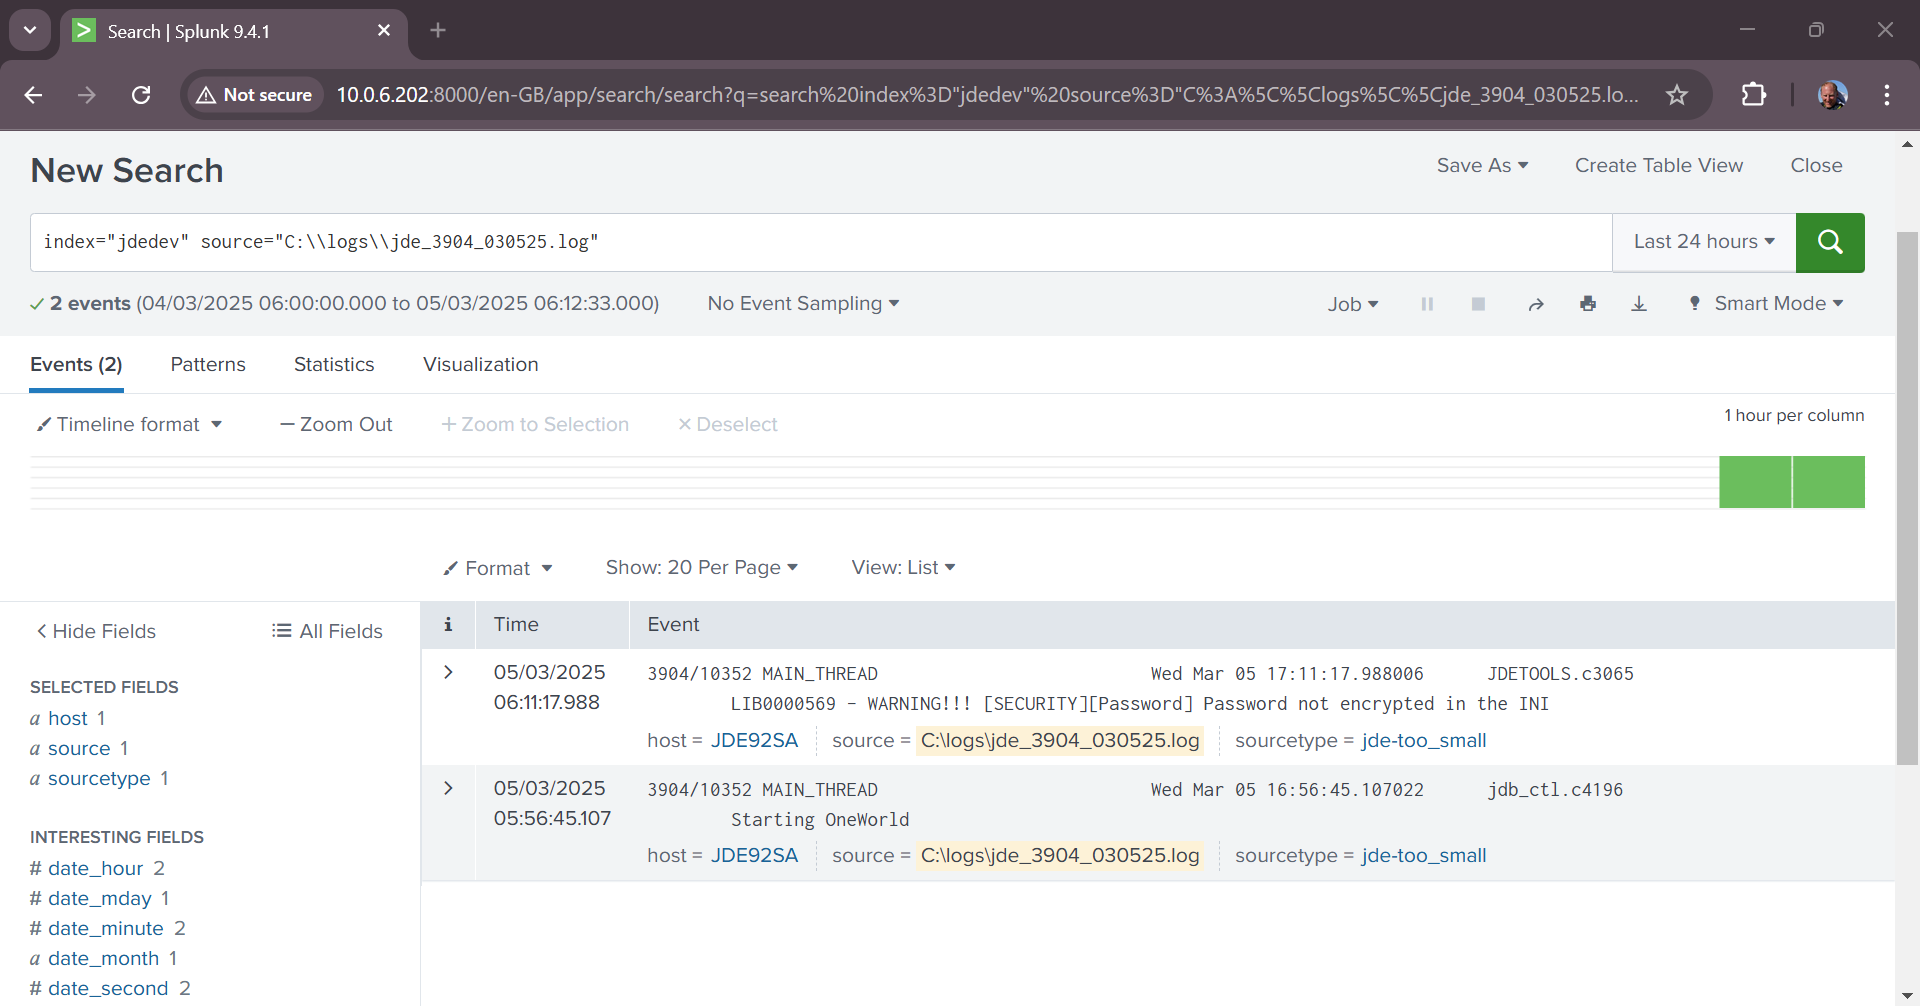 Search | Splunk 9.4.1
Not secure
10.0.6.202:8000/en-GB/app/search/search?q=search%20index%3D"jdedev"%20source%3D"C%3A%5C%5Clogs%5C%5Cjde_3904_030525.lo...
New Search
Save As
Create Table View
Close
index="jdedev" source="C:\\logs\\jde_3904_030525.log"
Last 24 hours
2 events (04/03/2025 06:00:00.000 to 05/03/2025 06:12:33.000)
No Event Sampling
Job
Smart Mode
Events (2)
Patterns
Statistics
Visualization
Timeline format
Zoom Out
Zoom to Selection
Deselect
1 hour per column
Format
Show: 20 Per Page
View: List
Hide Fields
All Fields
SELECTED FIELDS
a host 1
a source 1
a sourcetype 1
INTERESTING FIELDS
# date_hour 2
# date_mday 1
# date_minute 2
a date_month 1
# date_second 2
i
Time
Event
05/03/2025
06:11:17.988
3904/10352 MAIN_THREAD Wed Mar 05 17:11:17.988006 JDETOOLS.c3065
LIB0000569 - WARNING!!! [SECURITY][Password] Password not encrypted in the INI
host = JDE92SA source = C:\logs\jde_3904_030525.log sourcetype = jde-too_small
05/03/2025
05:56:45.107
3904/10352 MAIN_THREAD Wed Mar 05 16:56:45.107022 jdb_ctl.c4196
Starting OneWorld
host = JDE92SA source = C:\logs\jde_3904_030525.log sourcetype = jde-too_small